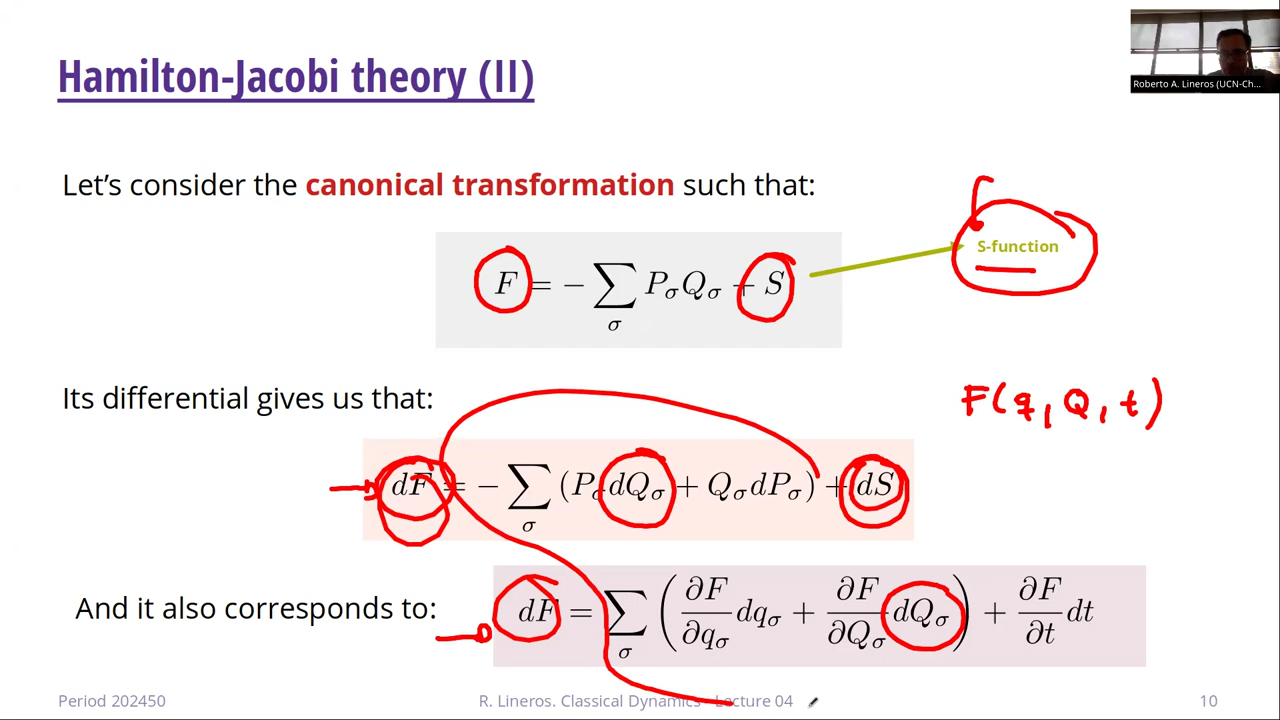 Hamilton-Jacobi theory (II)
Roberto A. Lineros (UCN-Ch...
Let's consider the canonical transformation such that:
F = − ∑_σ P_σ Q_σ + S
S-function
Its differential gives us that:
F(q, Q, t)
dF = − ∑_σ (P_σ dQ_σ + Q_σ dP_σ) + dS
And it also corresponds to:
dF = ∑_σ (∂F/∂q_σ dq_σ + ∂F/∂Q_σ dQ_σ) + ∂F/∂t dt
Period 202450
R. Lineros. Classical Dynamics - Lecture 04
10